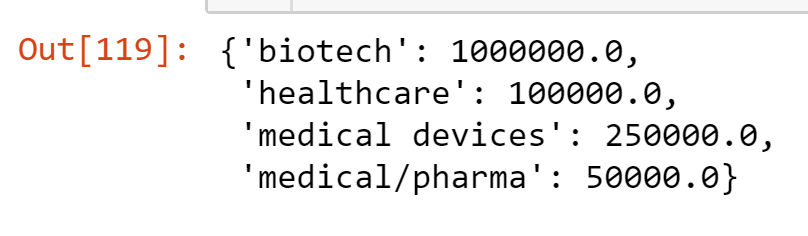 Out[119]: {'biotech': 1000000.0,
'healthcare': 100000.0,
'medical devices': 250000.0,
'medical/pharma': 50000.0}